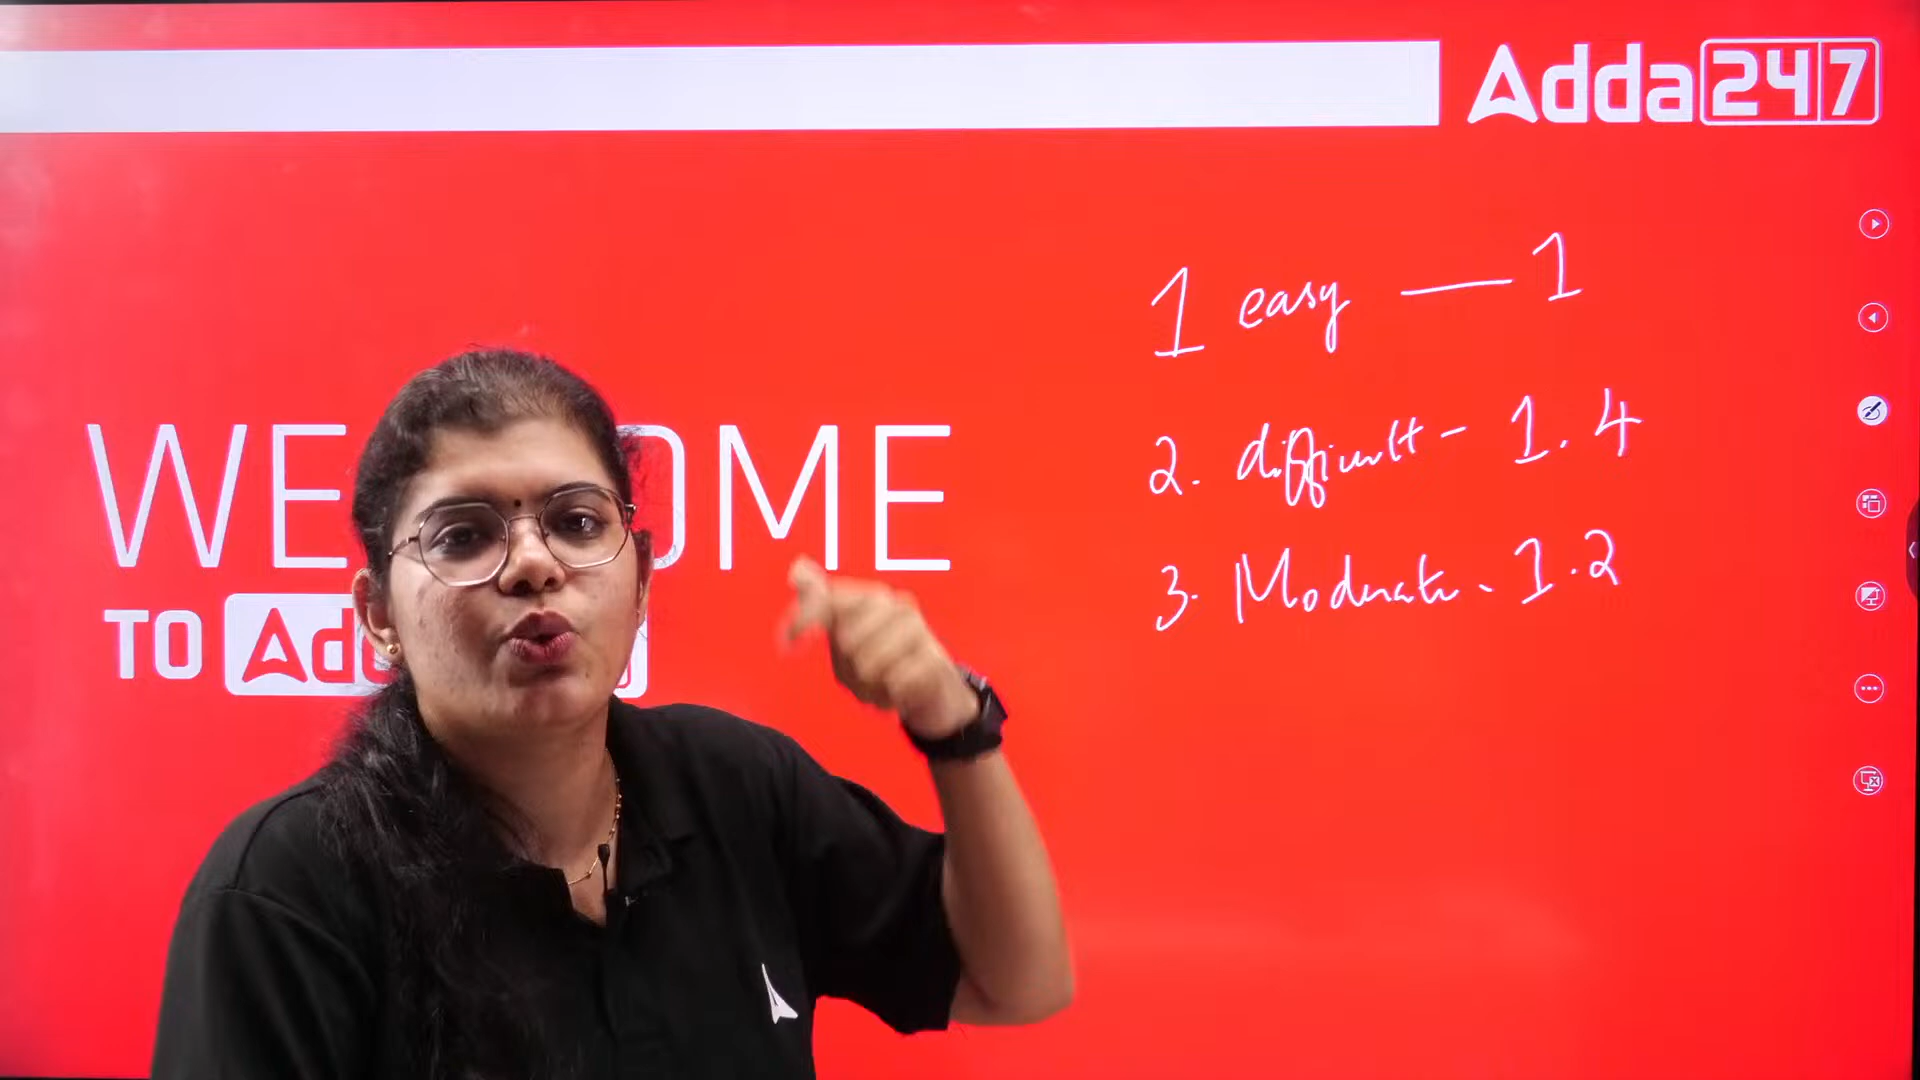 Adda247
1 easy — 1
2. difficult - 1.4
3. Moderate - 1.2
WE OME
TO Ad